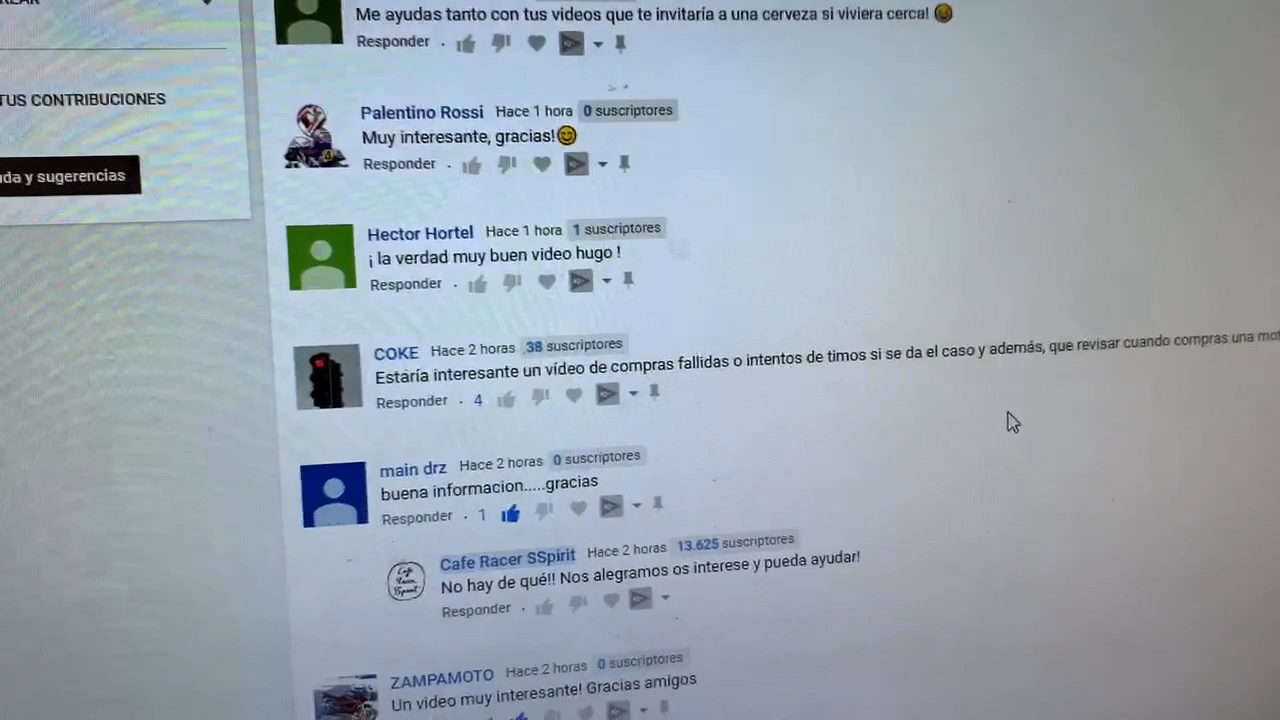 TUS CONTRIBUCIONES
da y sugerencias
Me ayudas tanto con tus videos que te invitaría a una cerveza si viviera cerca!
Responder
Palentino Rossi Hace 1 hora 0 suscriptores
Muy interesante, gracias!
Responder
Hector Hortel Hace 1 hora 1 suscriptores
¡ la verdad muy buen video hugo !
Responder
COKE Hace 2 horas 38 suscriptores
Estaría interesante un vídeo de compras fallidas o intentos de timos si se da el caso y además, que revisar cuando compras una mot
Responder · 4
main drz Hace 2 horas 0 suscriptores
buena informacion.....gracias
Responder · 1
Cafe Racer SSpirit Hace 2 horas 13.625 suscriptores
No hay de qué!! Nos alegramos os interese y pueda ayudar!
Responder
ZAMPAMOTO Hace 2 horas 0 suscriptores
Un video muy interesante! Gracias amigos